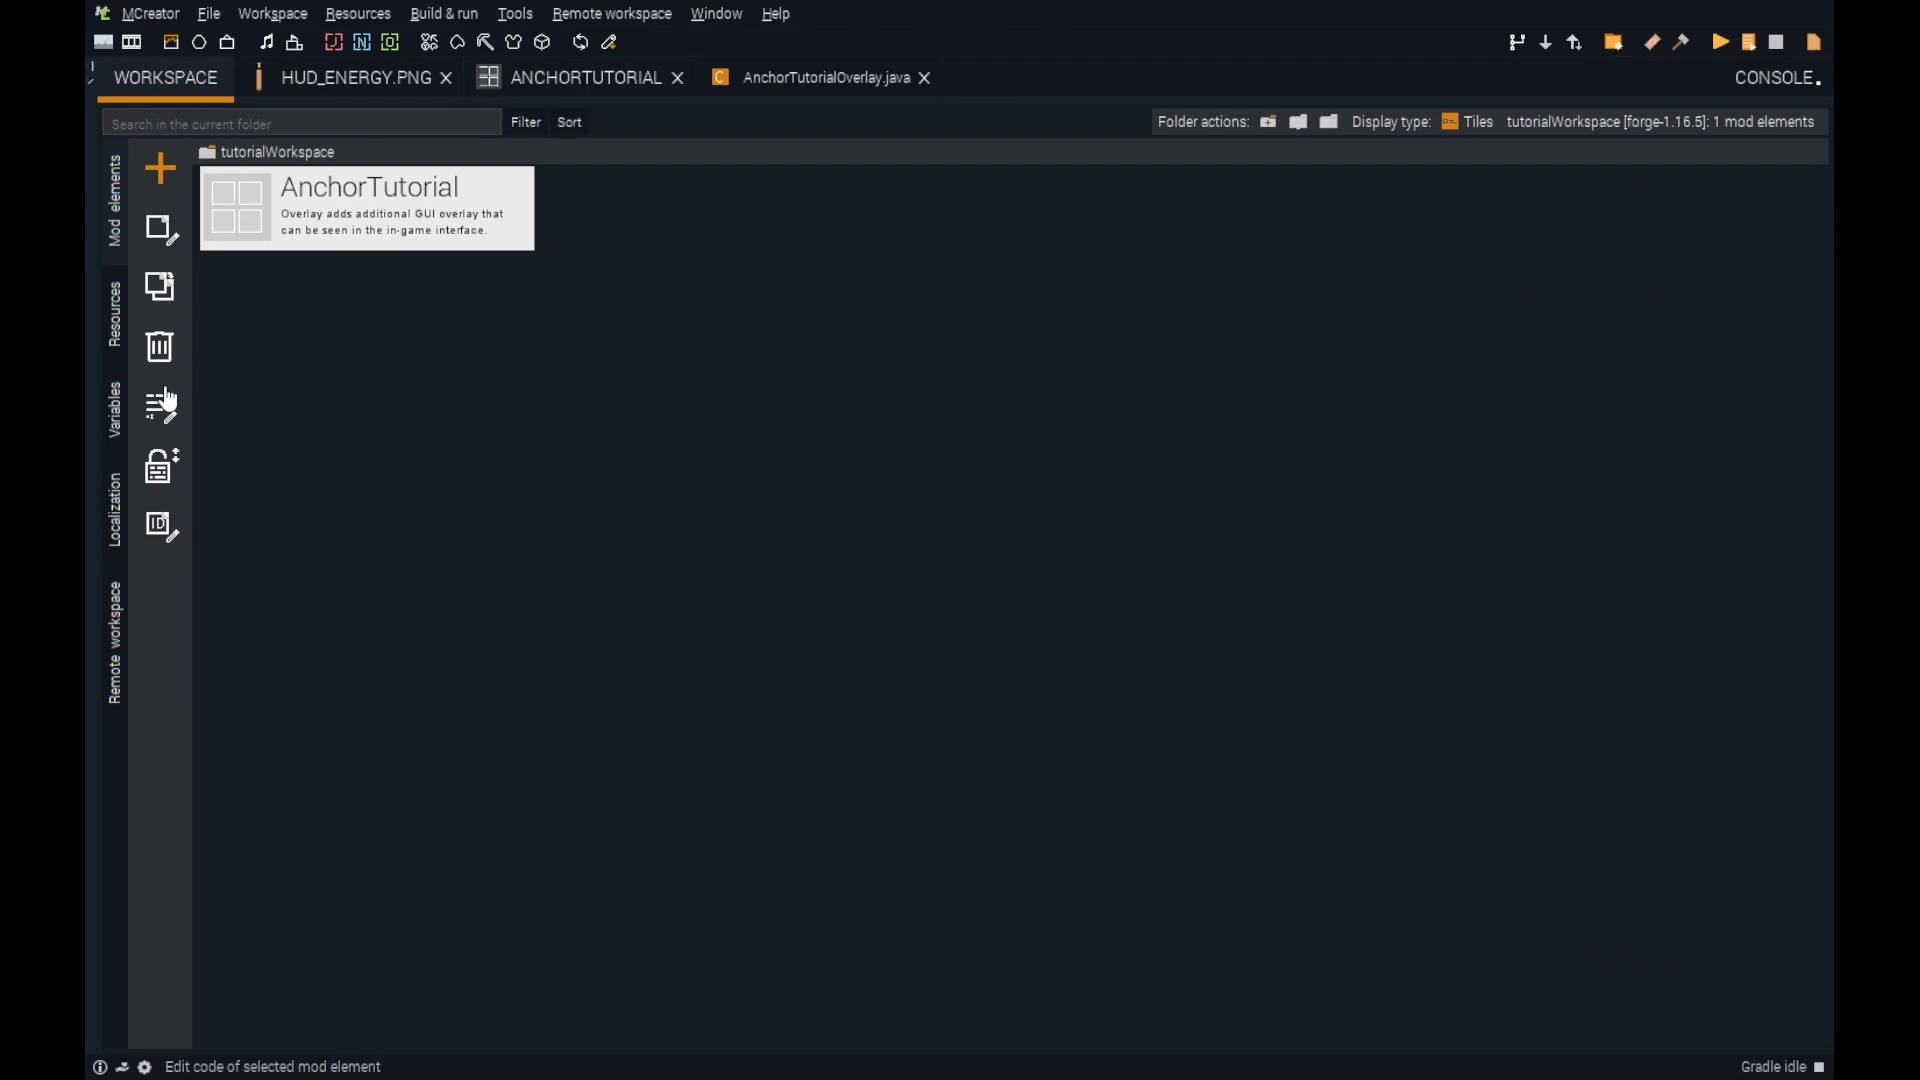 MCreator File Workspace Resources Build & run Tools Remote workspace Window Help
WORKSPACE HUD_ENERGY.PNG ANCHORTUTORIAL C AnchorTutorialOverlay.java CONSOLE
Search in the current folder Filter Sort Folder actions: Display type: Tiles tutorialWorkspace [forge-1.16.5]: 1 mod elements
tutorialWorkspace
AnchorTutorial
Overlay adds additional GUI overlay that
can be seen in the in-game interface.
Mod elements
Resources
Variables
Localization
Remote workspace
ID
Edit code of selected mod element Gradle idle